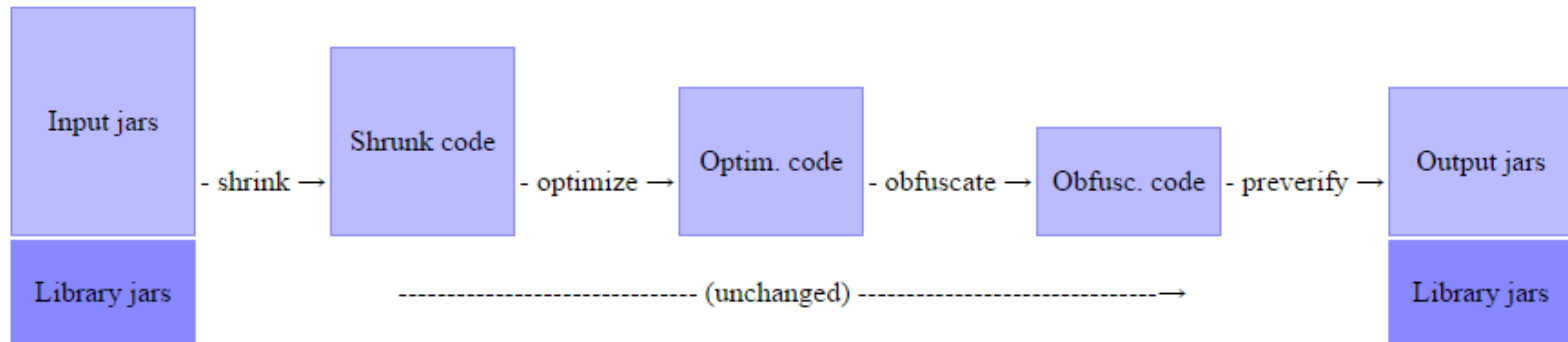 Input jars
- shrink →
Shrunk code
- optimize →
Optim. code
- obfuscate →
Obfusc. code
- preverify →
Output jars
Library jars
------------------------------- (unchanged) -------------------------------→
Library jars